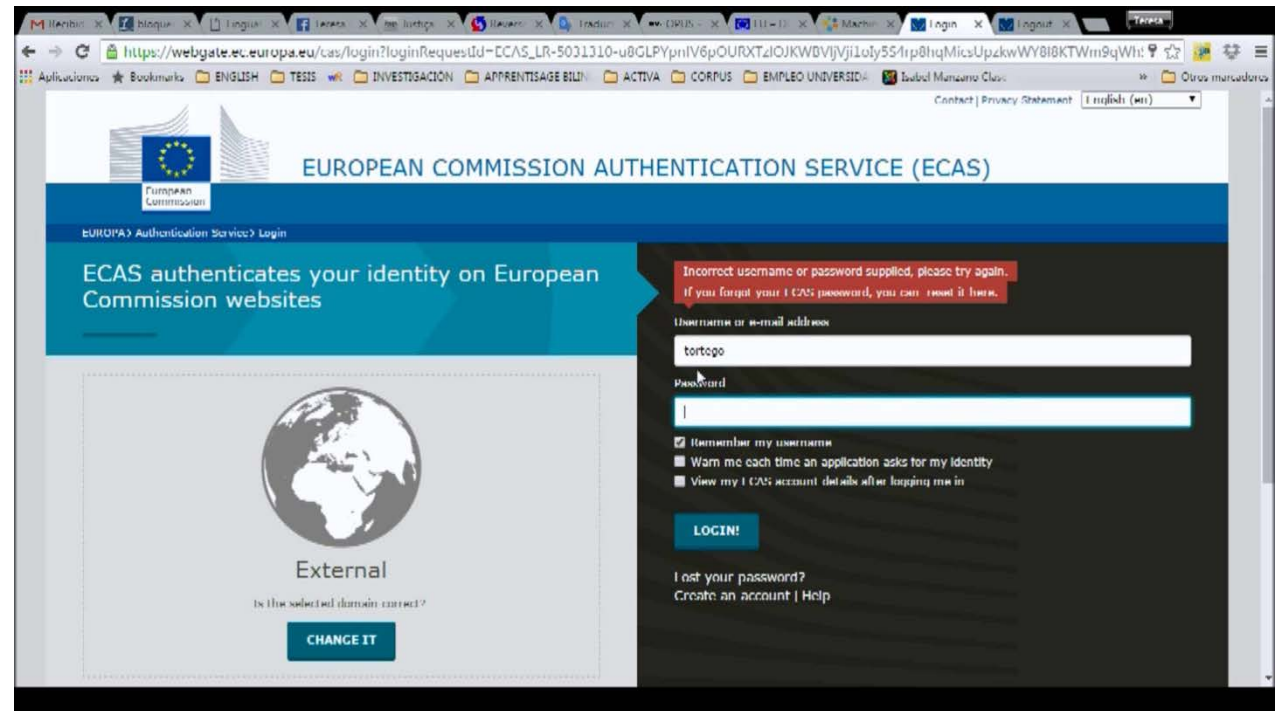 Recibic
bloque
Lingua
Teresa
Justiça
Revers
Traduc
OPUS -
Machin
Login
Logout
Teresa
https://webgate.ec.europa.eu/cas/login?loginRequestId=ECAS_LR-5031310-
Aplicaciones Bookmarks ENGLISH TESIS INVESTIGACIÓN APPRENTISAGE BILIN ACTIVA CORPUS EMPLEO UNIVERSIDA Isabel Manzano Clas Otros marcadores
Contact | Privacy Statement English (en)
European
Commission
EUROPEAN COMMISSION AUTHENTICATION SERVICE (ECAS)
EUROPA> Authentication Service> Login
ECAS authenticates your identity on European
Commission websites
External
Is the selected domain correct?
CHANGE IT
Incorrect username or password supplied, please try again.
If you forgot your ECAS password, you can reset it here.
Username or e-mail address
tortego
Password
Remember my username
Warn me each time an application asks for my identity
View my ECAS account details after logging me in
LOGIN!
Lost your password?
Create an account | Help